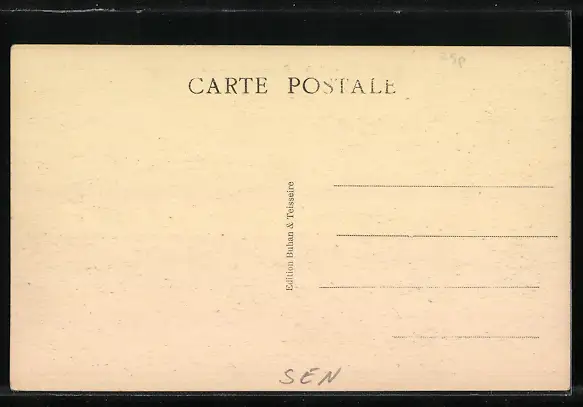 CARTE POSTALE
Edition Buhan & Teisseire
SEN